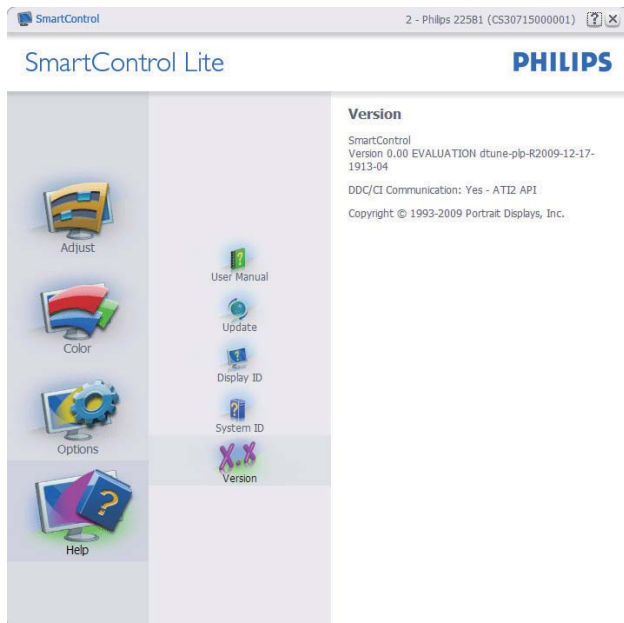 SmartControl
2 - Philips 225B1 (CS30715000001) ? X
SmartControl Lite
PHILIPS
Adjust
Color
Options
? Help
? User Manual
Update
? Display ID
? System ID
X.X Version
Version
SmartControl
Version 0.00 EVALUATION dtune-plp-R2009-12-17-
1913-04
DDC/CI Communication: Yes - ATI2 API
Copyright © 1993-2009 Portrait Displays, Inc.